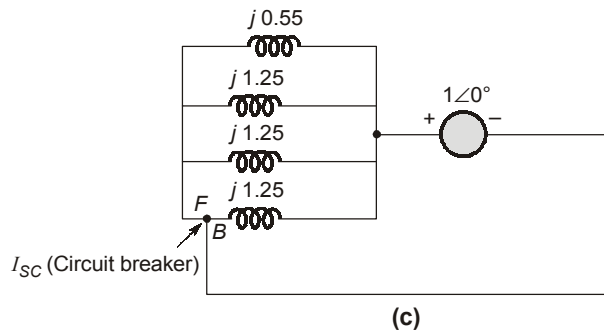 j 0.55
j 1.25
1∠0°
+ −
j 1.25
j 1.25
F
B
I_SC (Circuit breaker)
(c)